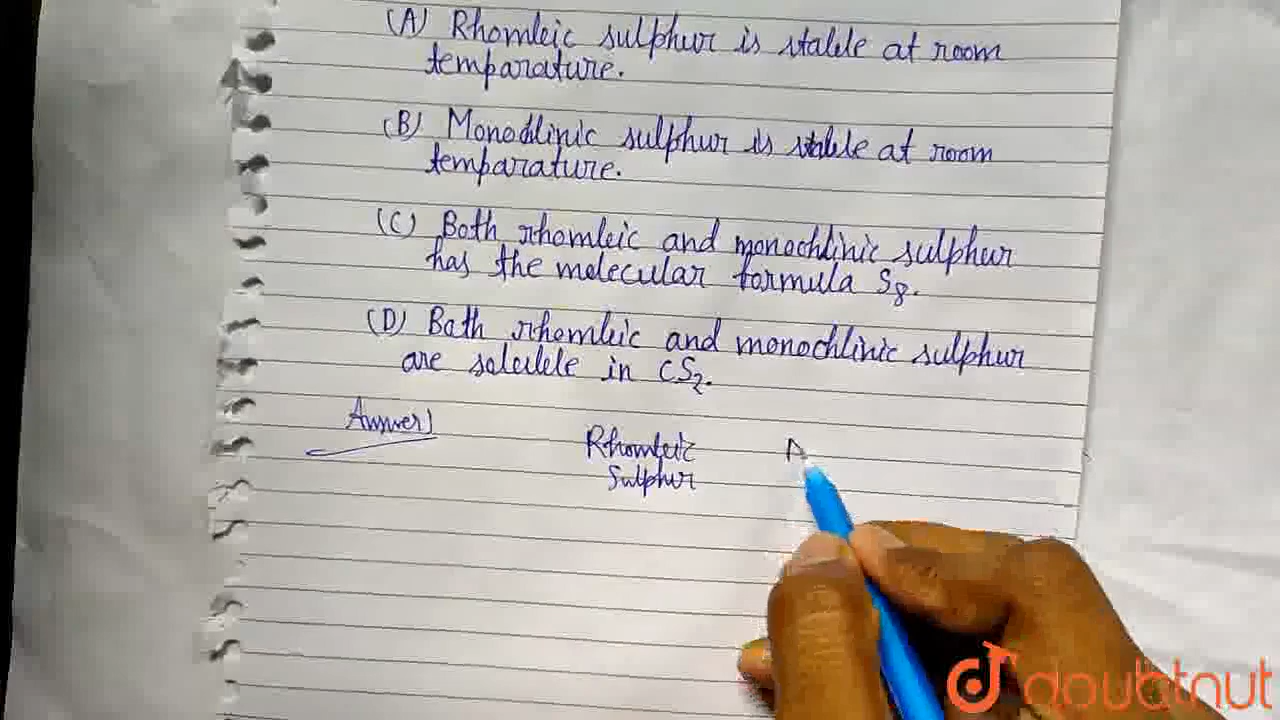 (A) Rhombic sulphur is stable at room
temparature.
(B) Monoclinic sulphur is stable at room
temparature.
(C) Both rhombic and monochlinic sulphur
has the molecular formula S8.
(D) Both rhombic and monochlinic sulphur
are soluble in CS2.
Answer)
Rhombic
Sulphur
doubtnut